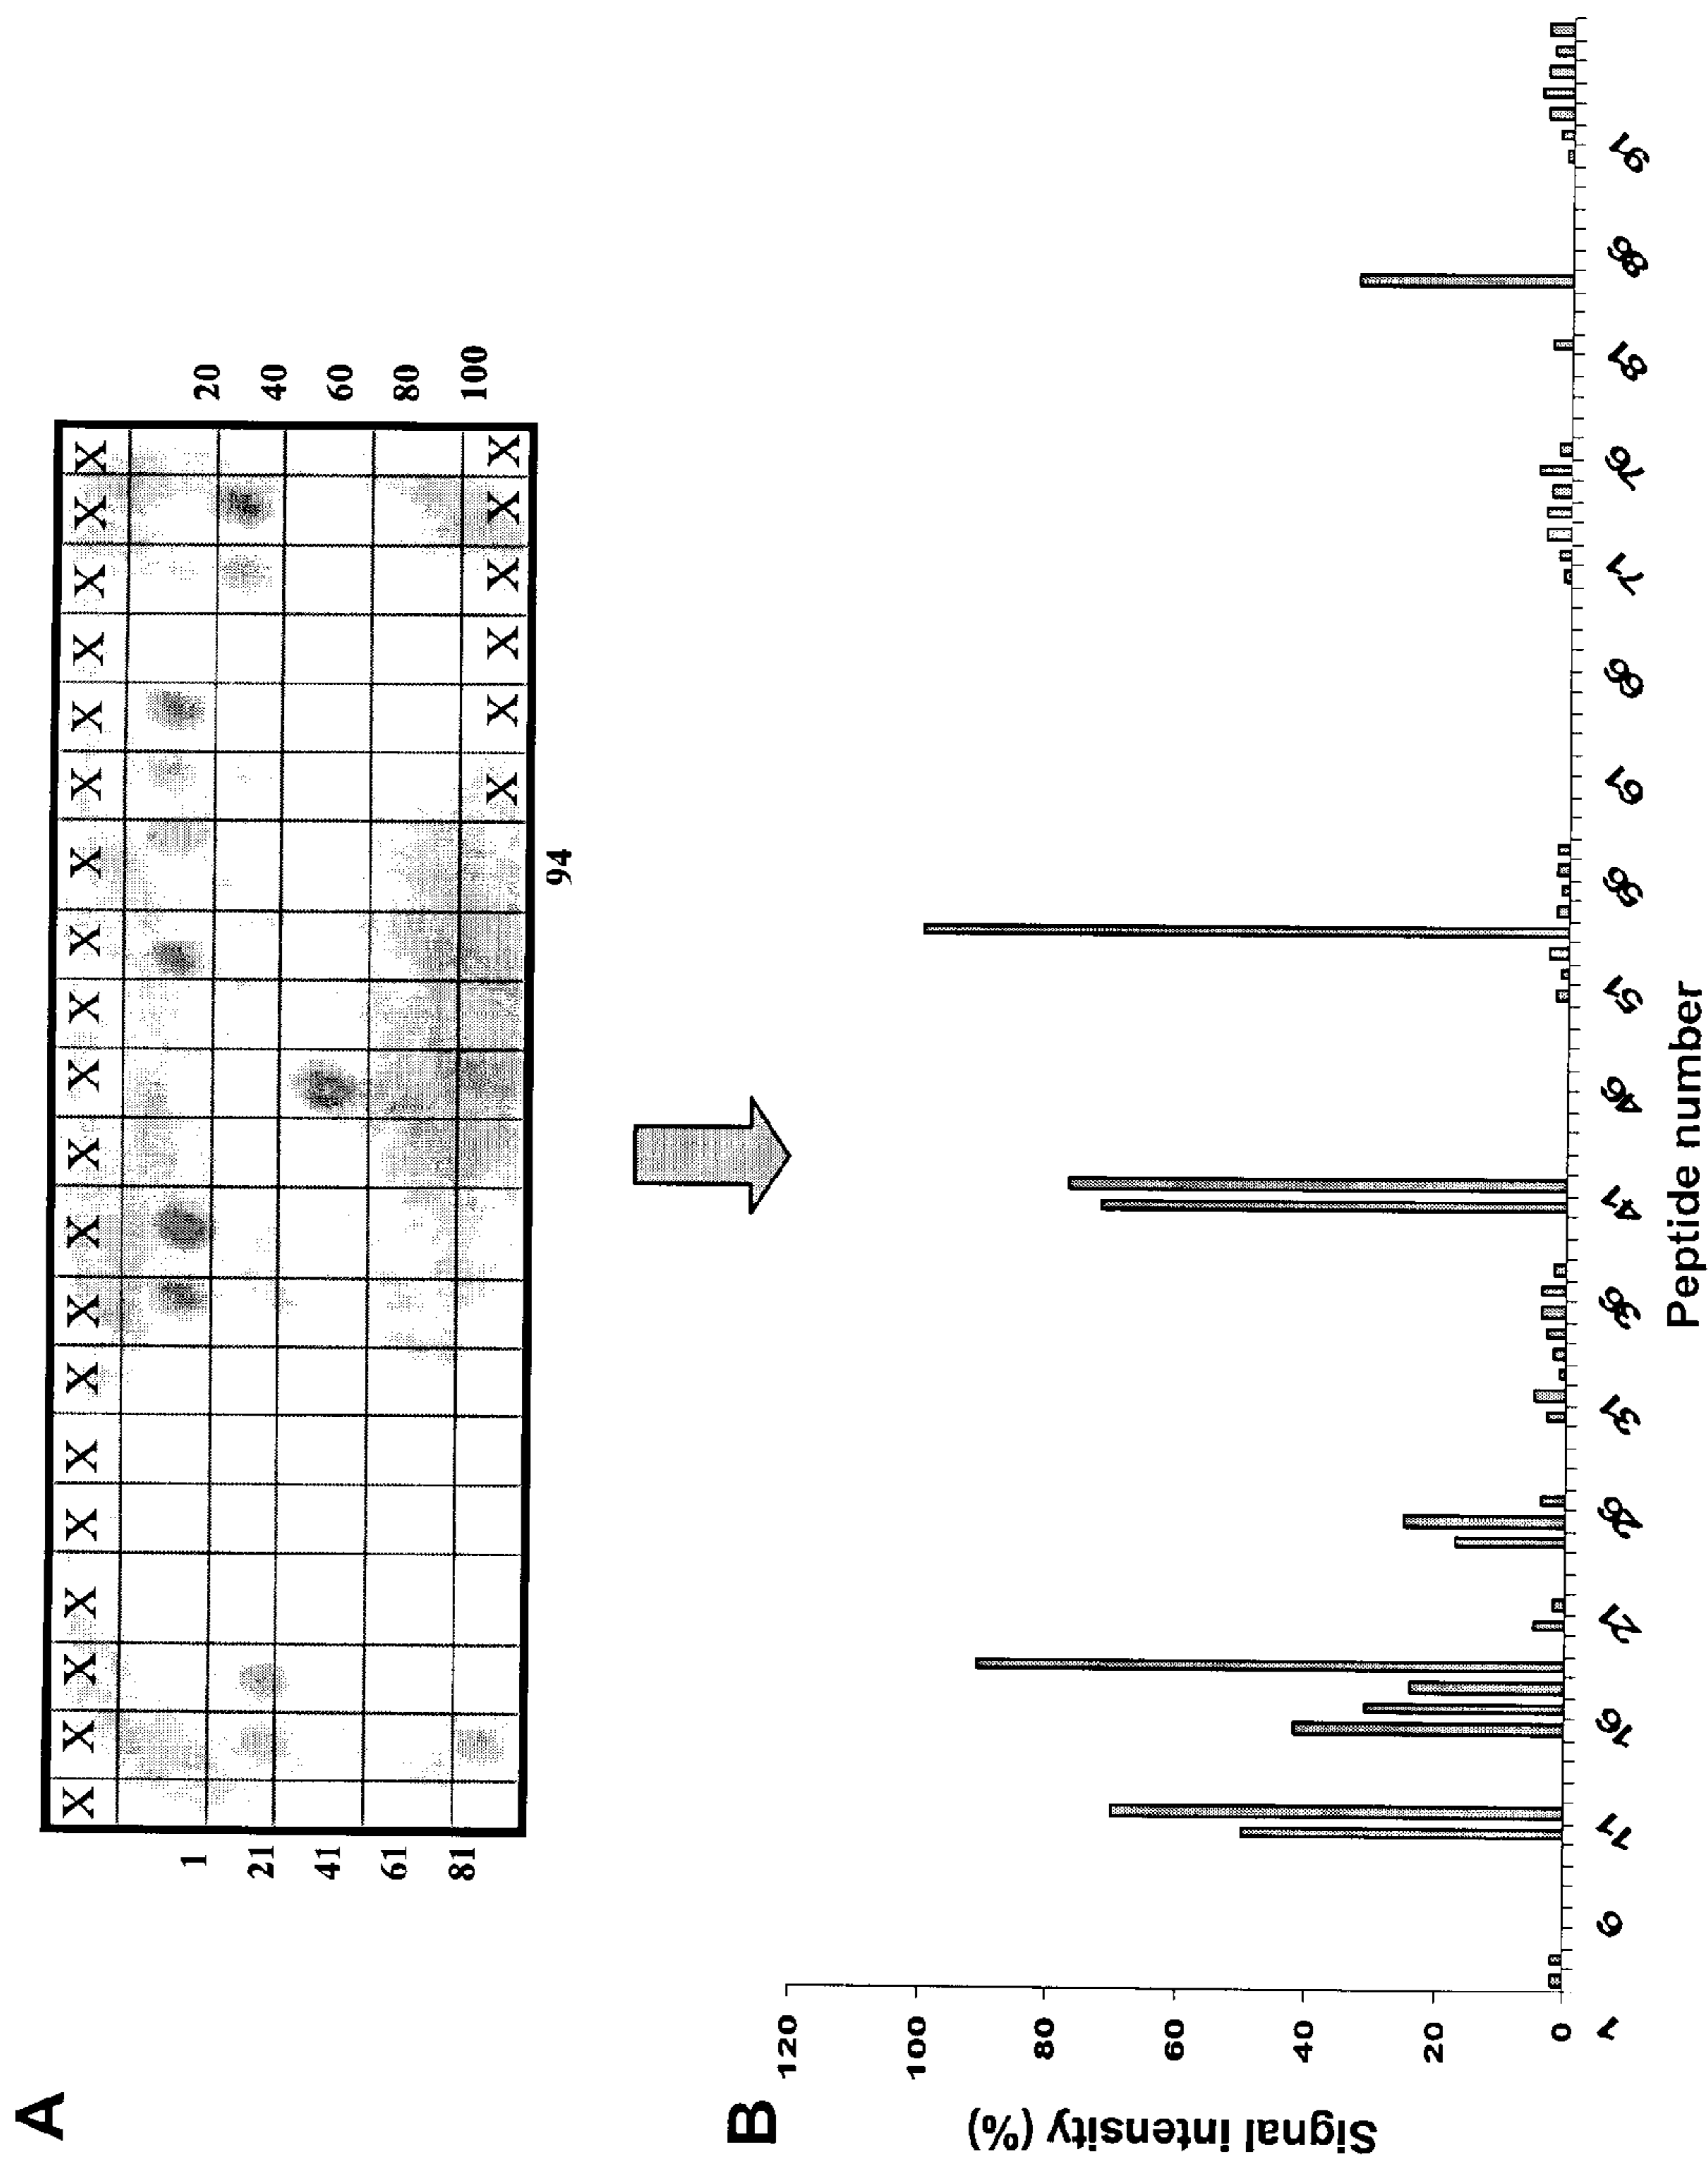 A
X X X X X X X X X X X X X X X X X X X X
1 20
21 40
41 60
61 80
81 X X X X X X 100
94
B
Signal intensity (%)
120
100
80
60
40
20
0
1 6 11 16 21 26 31 36 41 46 51 56 61 66 71 76 81 86 91
Peptide number